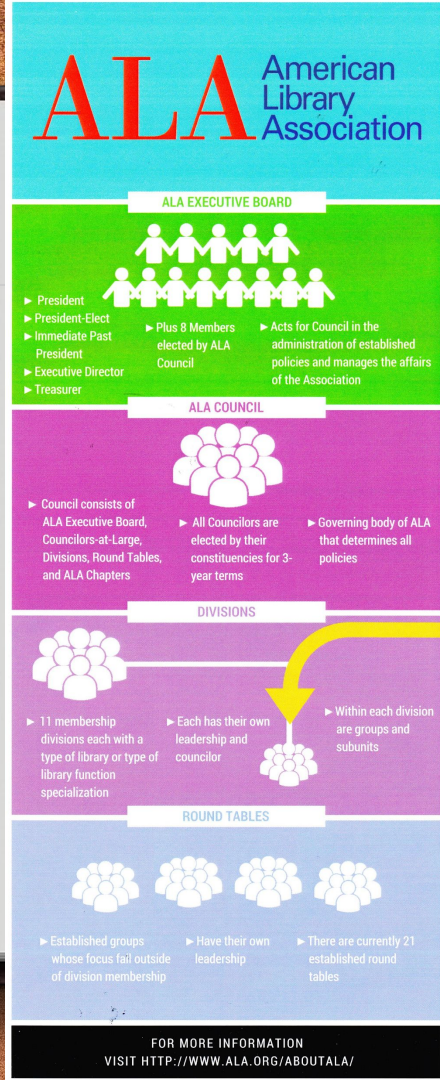 ALA American
Library
Association
ALA EXECUTIVE BOARD
► President
► President-Elect
► Immediate Past
President
► Executive Director
► Treasurer
► Plus 8 Members
elected by ALA
Council
► Acts for Council in the
administration of established
policies and manages the affairs
of the Association
ALA COUNCIL
► Council consists of
ALA Executive Board,
Councilors-at-Large,
Divisions, Round Tables,
and ALA Chapters
► All Councilors are
elected by their
constituencies for 3-
year terms
► Governing body of ALA
that determines all
policies
DIVISIONS
► 11 membership
divisions each with a
type of library or type of
library function
specialization
► Each has their own
leadership and
councilor
► Within each division
are groups and
subunits
ROUND TABLES
► Established groups
whose focus fail outside
of division membership
► Have their own
leadership
► There are currently 21
established round
tables
FOR MORE INFORMATION
VISIT HTTP://WWW.ALA.ORG/ABOUTALA/